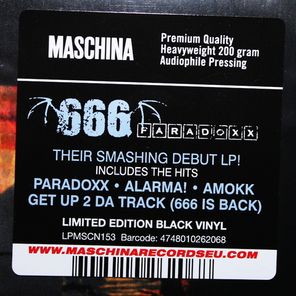 MASCHINA
Premium Quality
Heavyweight 200 gram
Audiophile Pressing
666
PARADOXX
THEIR SMASHING DEBUT LP!
INCLUDES THE HITS
PARADOXX • ALARMA! • AMOKK
GET UP 2 DA TRACK (666 IS BACK)
LIMITED EDITION BLACK VINYL
LPMSCN153 Barcode: 4748010262068
WWW.MASCHINARECORDSEU.COM